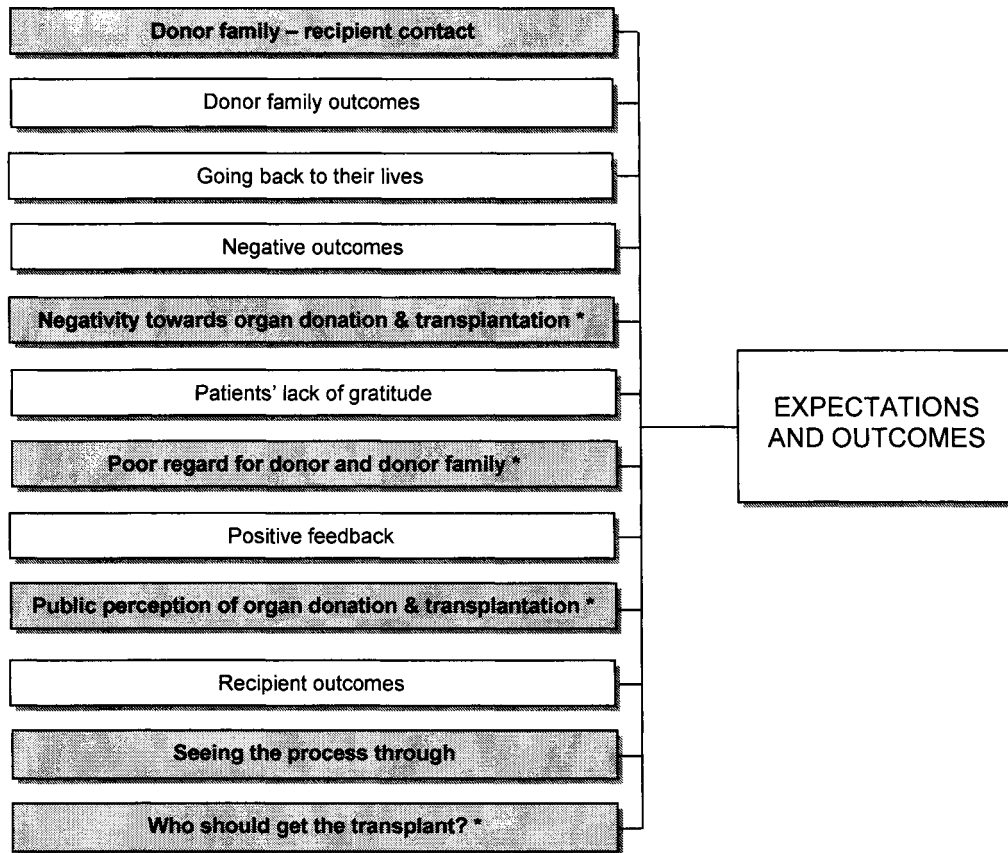 Donor family – recipient contact
Donor family outcomes
Going back to their lives
Negative outcomes
Negativity towards organ donation & transplantation *
Patients' lack of gratitude
Poor regard for donor and donor family *
Positive feedback
Public perception of organ donation & transplantation *
Recipient outcomes
Seeing the process through
Who should get the transplant? *
EXPECTATIONS
AND OUTCOMES